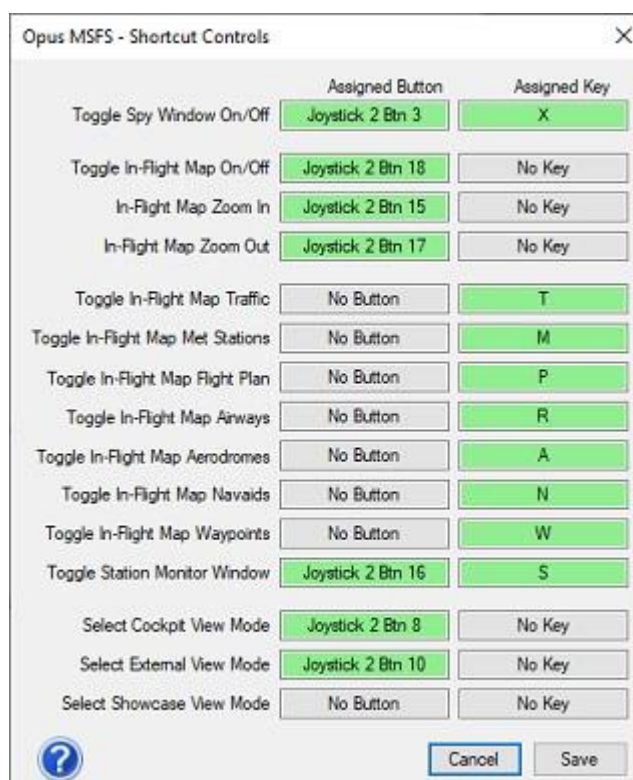 Opus MSFS - Shortcut Controls
Assigned Button Assigned Key
Toggle Spy Window On/Off Joystick 2 Btn 3 X
Toggle In-Flight Map On/Off Joystick 2 Btn 18 No Key
In-Flight Map Zoom In Joystick 2 Btn 15 No Key
In-Flight Map Zoom Out Joystick 2 Btn 17 No Key
Toggle In-Flight Map Traffic No Button T
Toggle In-Flight Map Met Stations No Button M
Toggle In-Flight Map Flight Plan No Button P
Toggle In-Flight Map Airways No Button R
Toggle In-Flight Map Aerodromes No Button A
Toggle In-Flight Map Navaids No Button N
Toggle In-Flight Map Waypoints No Button W
Toggle Station Monitor Window Joystick 2 Btn 16 S
Select Cockpit View Mode Joystick 2 Btn 8 No Key
Select External View Mode Joystick 2 Btn 10 No Key
Select Showcase View Mode No Button No Key
? Cancel Save